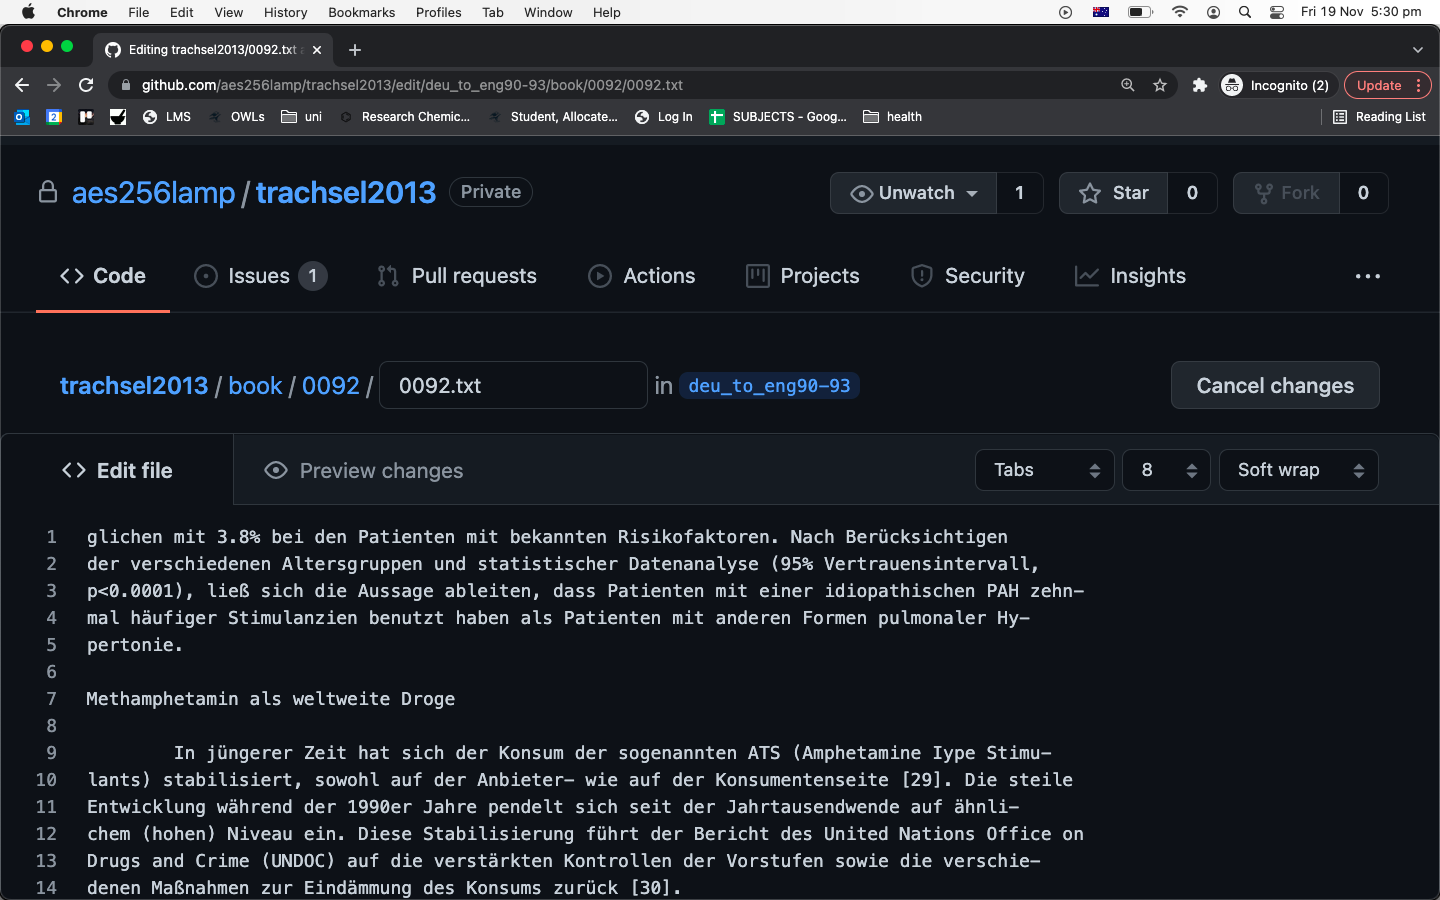 Chrome File Edit View History Bookmarks Profiles Tab Window Help Fri 19 Nov 5:30 pm
Editing trachsel2013/0092.txt
github.com/aes256lamp/trachsel2013/edit/deu_to_eng90-93/book/0092/0092.txt Incognito (2) Update
LMS OWLs uni Research Chemic... Student, Allocate... Log In SUBJECTS - Goog... health Reading List
aes256lamp / trachsel2013 Private Unwatch 1 Star 0 Fork 0
Code Issues 1 Pull requests Actions Projects Security Insights
trachsel2013 / book / 0092 / 0092.txt in deu_to_eng90-93 Cancel changes
Edit file Preview changes Tabs 8 Soft wrap
1 glichen mit 3.8% bei den Patienten mit bekannten Risikofaktoren. Nach Berücksichtigen
2 der verschiedenen Altersgruppen und statistischer Datenanalyse (95% Vertrauensintervall,
3 p<0.0001), ließ sich die Aussage ableiten, dass Patienten mit einer idiopathischen PAH zehn-
4 mal häufiger Stimulanzien benutzt haben als Patienten mit anderen Formen pulmonaler Hy-
5 pertonie.
6
7 Methamphetamin als weltweite Droge
8
9 In jüngerer Zeit hat sich der Konsum der sogenannten ATS (Amphetamine Iype Stimu-
10 lants) stabilisiert, sowohl auf der Anbieter- wie auf der Konsumentenseite [29]. Die steile
11 Entwicklung während der 1990er Jahre pendelt sich seit der Jahrtausendwende auf ähnli-
12 chem (hohen) Niveau ein. Diese Stabilisierung führt der Bericht des United Nations Office on
13 Drugs and Crime (UNDOC) auf die verstärkten Kontrollen der Vorstufen sowie die verschie-
14 denen Maßnahmen zur Eindämmung des Konsums zurück [30].